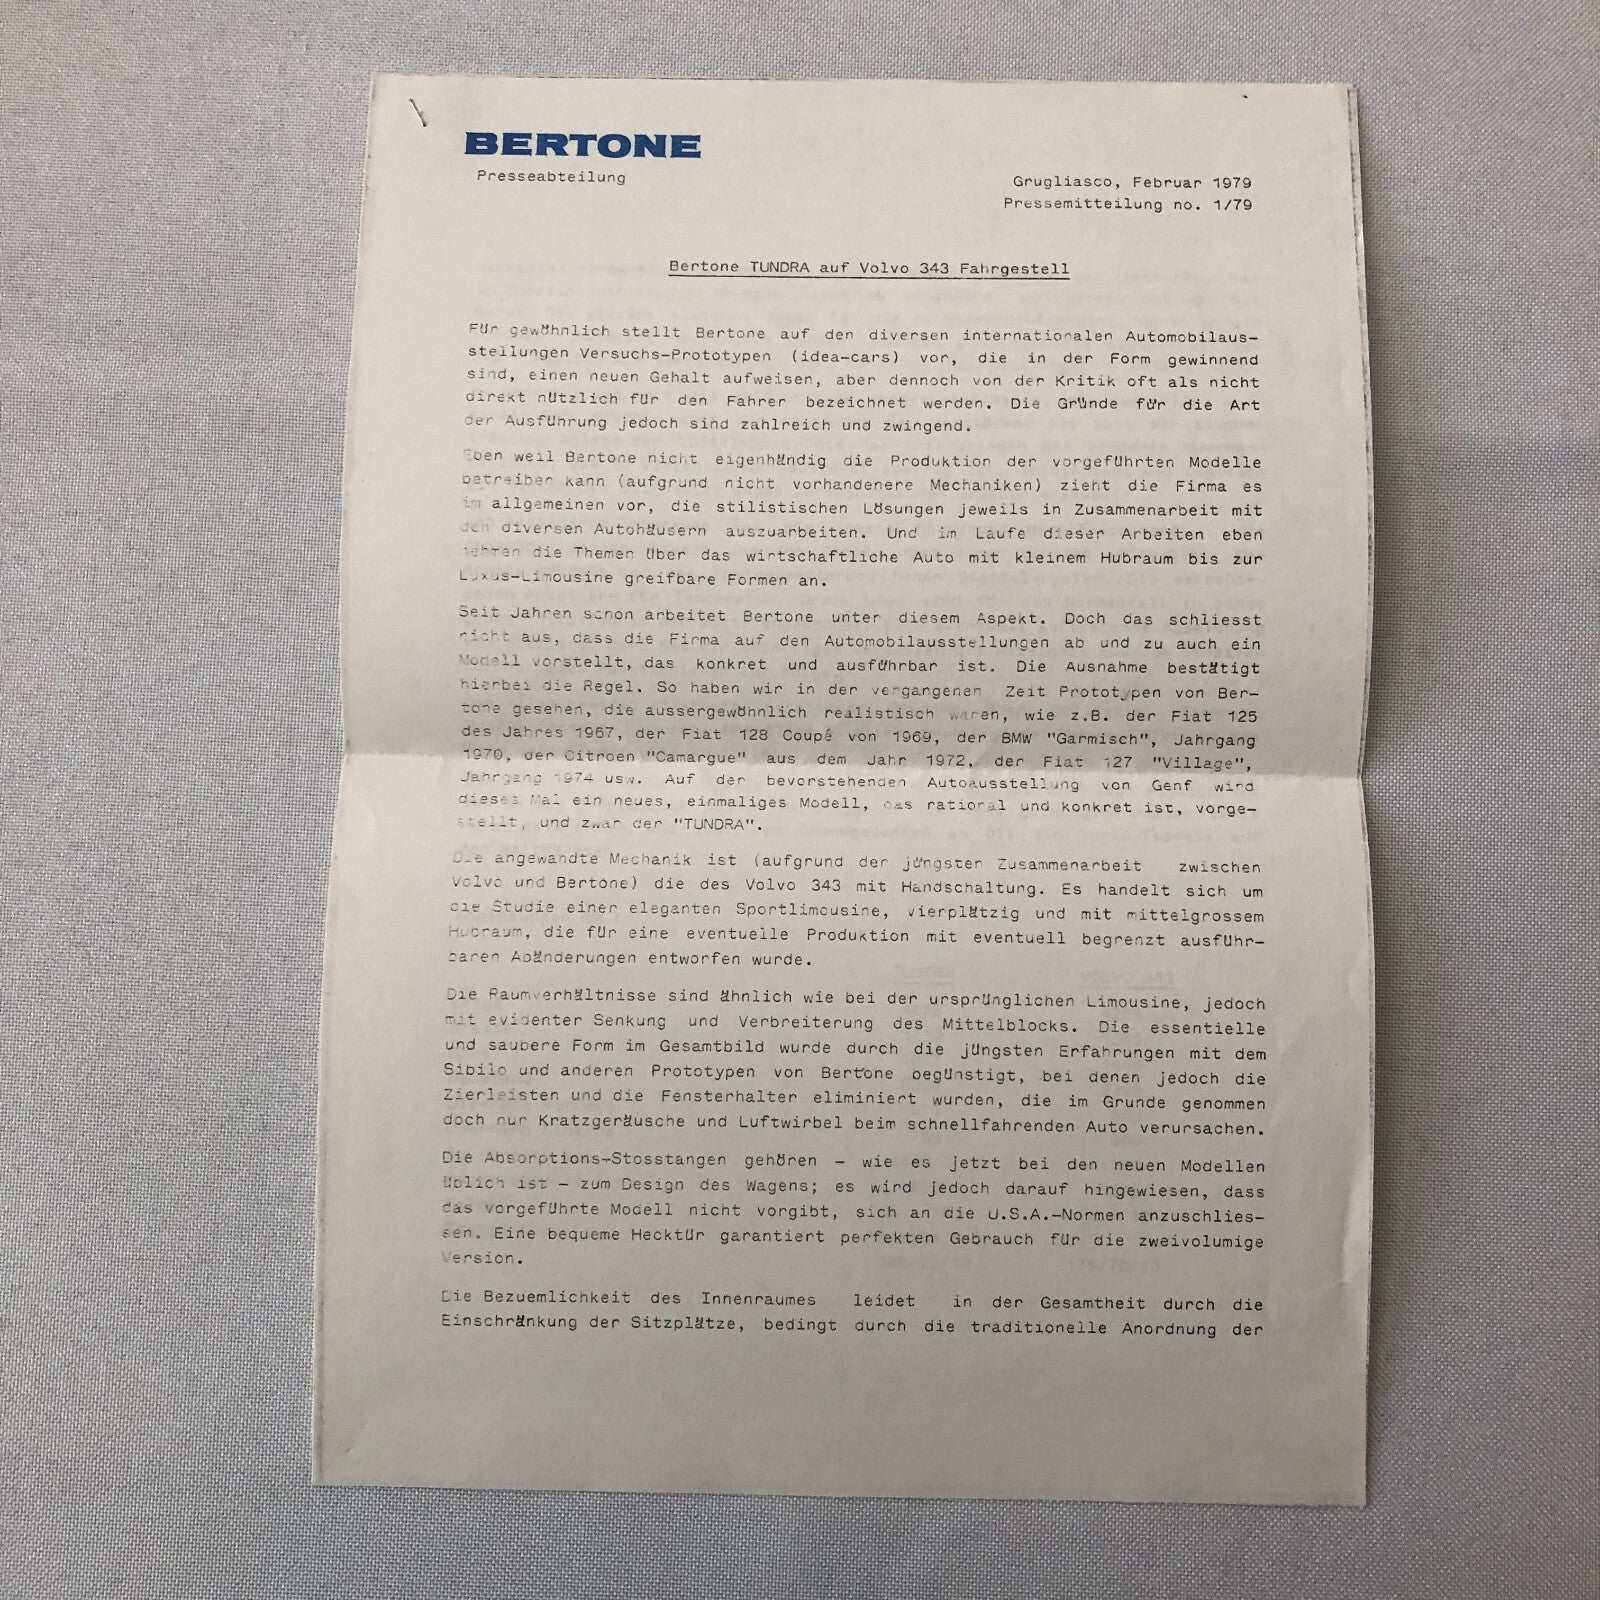 BERTONE
Presseabteilung
Grugliasco, Februar 1979
Pressemitteilung no. 1/79
Bertone TUNDRA auf Volvo 343 Fahrgestell
Für gewöhnlich stellt Bertone auf den diversen internationalen Automobilaus-
stellungen Versuchs-Prototypen (idea-cars) vor, die in der Form gewinnend
sind, einen neuen Gehalt aufweisen, aber dennoch von der Kritik oft als nicht
direkt nützlich für den Fahrer bezeichnet werden. Die Gründe für die Art
der Ausführung jedoch sind zahlreich und zwingend.
Eben weil Bertone nicht eigenhändig die Produktion der vorgeführten Modelle
betreiben kann (aufgrund nicht vorhandenere Mechaniken) zieht die Firma es
im allgemeinen vor, die stilistischen Lösungen jeweils in Zusammenarbeit mit
den diversen Autohäusern auszuarbeiten. Und im Laufe dieser Arbeiten eben
nehmen die Themen über das wirtschaftliche Auto mit kleinem Hubraum bis zur
Luxus-Limousine greifbare Formen an.
Seit Jahren schon arbeitet Bertone unter diesem Aspekt. Doch das schliesst
nicht aus, dass die Firma auf den Automobilausstellungen ab und zu auch ein
Modell vorstellt, das konkret und ausführbar ist. Die Ausnahme bestätigt
hierbei die Regel. So haben wir in der vergangenen Zeit Prototypen von Ber-
tone gesehen, die aussergewöhnlich realistisch waren, wie z.B. der Fiat 125
des Jahres 1967, der Fiat 128 Coupé von 1969, der BMW "Garmisch", Jahrgang
1970, der Citroen "Camargue" aus dem Jahr 1972, der Fiat 127 "Village",
Jahrgang 1974 usw. Auf der bevorstehenden Autoausstellung von Genf wird
dieses Mal ein neues, einmaliges Modell, das rational und konkret ist, vorge-
stellt, und zwar der "TUNDRA".
Die angewandte Mechanik ist (aufgrund der jüngsten Zusammenarbeit zwischen
Volvo und Bertone) die des Volvo 343 mit Handschaltung. Es handelt sich um
die Studie einer eleganten Sportlimousine, vierplätzig und mit mittelgrossem
Hubraum, die für eine eventuelle Produktion mit eventuell begrenzt ausführ-
baren Abänderungen entworfen wurde.
Die Raumverhältnisse sind ähnlich wie bei der ursprünglichen Limousine, jedoch
mit evidenter Senkung und Verbreiterung des Mittelblocks. Die essentielle
und saubere Form im Gesamtbild wurde durch die jüngsten Erfahrungen mit dem
Sibilo und anderen Prototypen von Bertone begünstigt, bei denen jedoch die
Zierleisten und die Fensterhalter eliminiert wurden, die im Grunde genommen
doch nur Kratzgeräusche und Luftwirbel beim schnellfahrenden Auto verursachen.
Die Absorptions-Stosstangen gehören - wie es jetzt bei den neuen Modellen
üblich ist - zum Design des Wagens; es wird jedoch darauf hingewiesen, dass
das vorgeführte Modell nicht vorgibt, sich an die U.S.A.-Normen anzuschlies-
sen. Eine bequeme Hecktür garantiert perfekten Gebrauch für die zweivolumige
Version.
Die Bezuemlichkeit des Innenraumes leidet in der Gesamtheit durch die
Einschränkung der Sitzplätze, bedingt durch die traditionelle Anordnung der